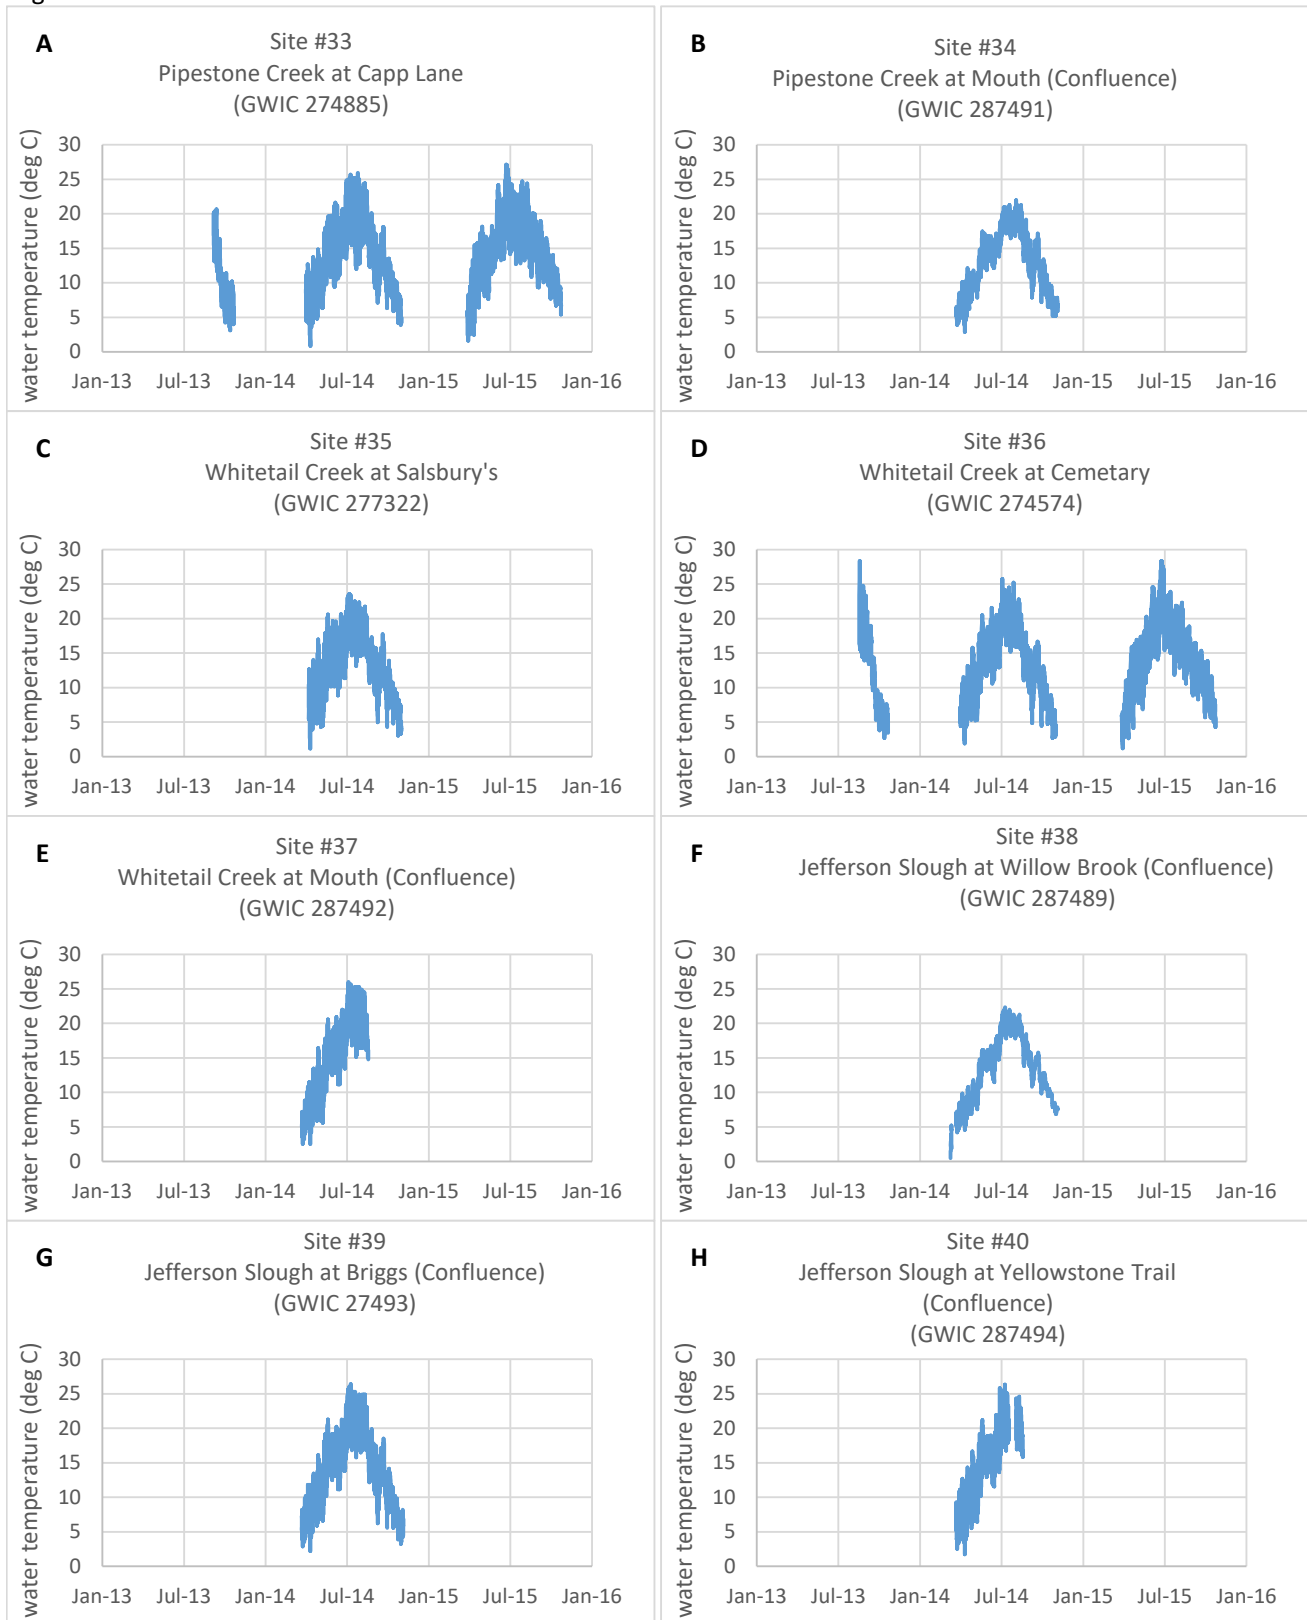 A
Site #33
Pipestone Creek at Capp Lane
(GWIC 274885)
water temperature (deg C)
30
25
20
15
10
5
0
Jan-13 Jul-13 Jan-14 Jul-14 Jan-15 Jul-15 Jan-16
B
Site #34
Pipestone Creek at Mouth (Confluence)
(GWIC 287491)
water temperature (deg C)
30
25
20
15
10
5
0
Jan-13 Jul-13 Jan-14 Jul-14 Jan-15 Jul-15 Jan-16
C
Site #35
Whitetail Creek at Salsbury's
(GWIC 277322)
water temperature (deg C)
30
25
20
15
10
5
0
Jan-13 Jul-13 Jan-14 Jul-14 Jan-15 Jul-15 Jan-16
D
Site #36
Whitetail Creek at Cemetary
(GWIC 274574)
water temperature (deg C)
30
25
20
15
10
5
0
Jan-13 Jul-13 Jan-14 Jul-14 Jan-15 Jul-15 Jan-16
E
Site #37
Whitetail Creek at Mouth (Confluence)
(GWIC 287492)
water temperature (deg C)
30
25
20
15
10
5
0
Jan-13 Jul-13 Jan-14 Jul-14 Jan-15 Jul-15 Jan-16
F
Site #38
Jefferson Slough at Willow Brook (Confluence)
(GWIC 287489)
water temperature (deg C)
30
25
20
15
10
5
0
Jan-13 Jul-13 Jan-14 Jul-14 Jan-15 Jul-15 Jan-16
G
Site #39
Jefferson Slough at Briggs (Confluence)
(GWIC 27493)
water temperature (deg C)
30
25
20
15
10
5
0
Jan-13 Jul-13 Jan-14 Jul-14 Jan-15 Jul-15 Jan-16
H
Site #40
Jefferson Slough at Yellowstone Trail
(Confluence)
(GWIC 287494)
water temperature (deg C)
30
25
20
15
10
5
0
Jan-13 Jul-13 Jan-14 Jul-14 Jan-15 Jul-15 Jan-16